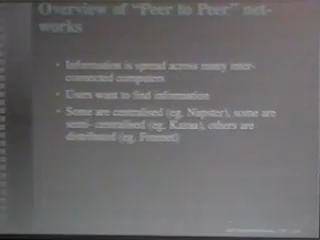 Overview of "Peer to Peer" net-
works
Information is spread across many inter-
connected computers
Users want to find information
Some are centralised (eg. Napster), some are
semi- centralised (eg. Kazaa), others are
distributed (eg. Freenet)